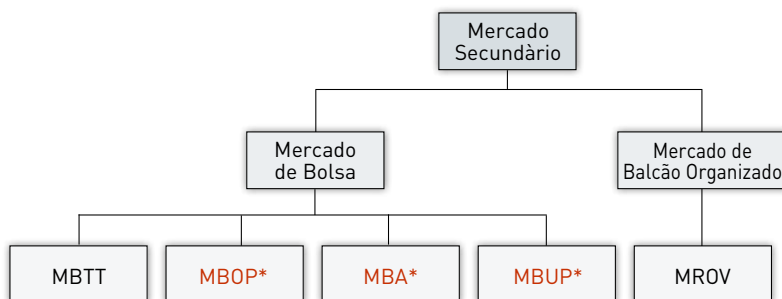 Mercado
Secundàrio
Mercado
de Bolsa
Mercado de
Balcão Organizado
MBTT
MBOP*
MBA*
MBUP*
MROV